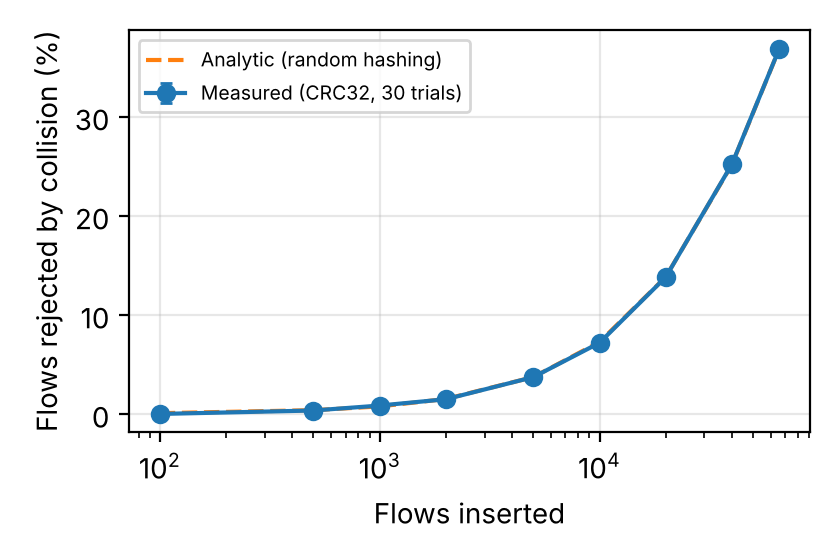 Analytic (random hashing)
Measured (CRC32, 30 trials)
Flows rejected by collision (%)
30
20
10
0
10²
10³
10⁴
Flows inserted